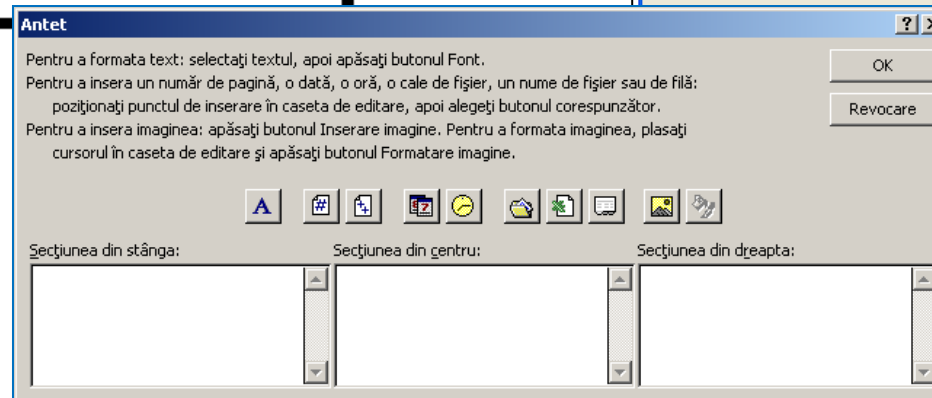 Antet
Pentru a formata text: selectaţi textul, apoi apăsaţi butonul Font.
Pentru a insera un număr de pagină, o dată, o oră, o cale de fişier, un nume de fişier sau de filă:
poziţionaţi punctul de inserare în caseta de editare, apoi alegeţi butonul corespunzător.
Pentru a insera imaginea: apăsaţi butonul Inserare imagine. Pentru a formata imaginea, plasaţi
cursorul în caseta de editare şi apăsaţi butonul Formatare imagine.
OK
Revocare
Secţiunea din stânga:
Secţiunea din centru:
Secţiunea din dreapta: